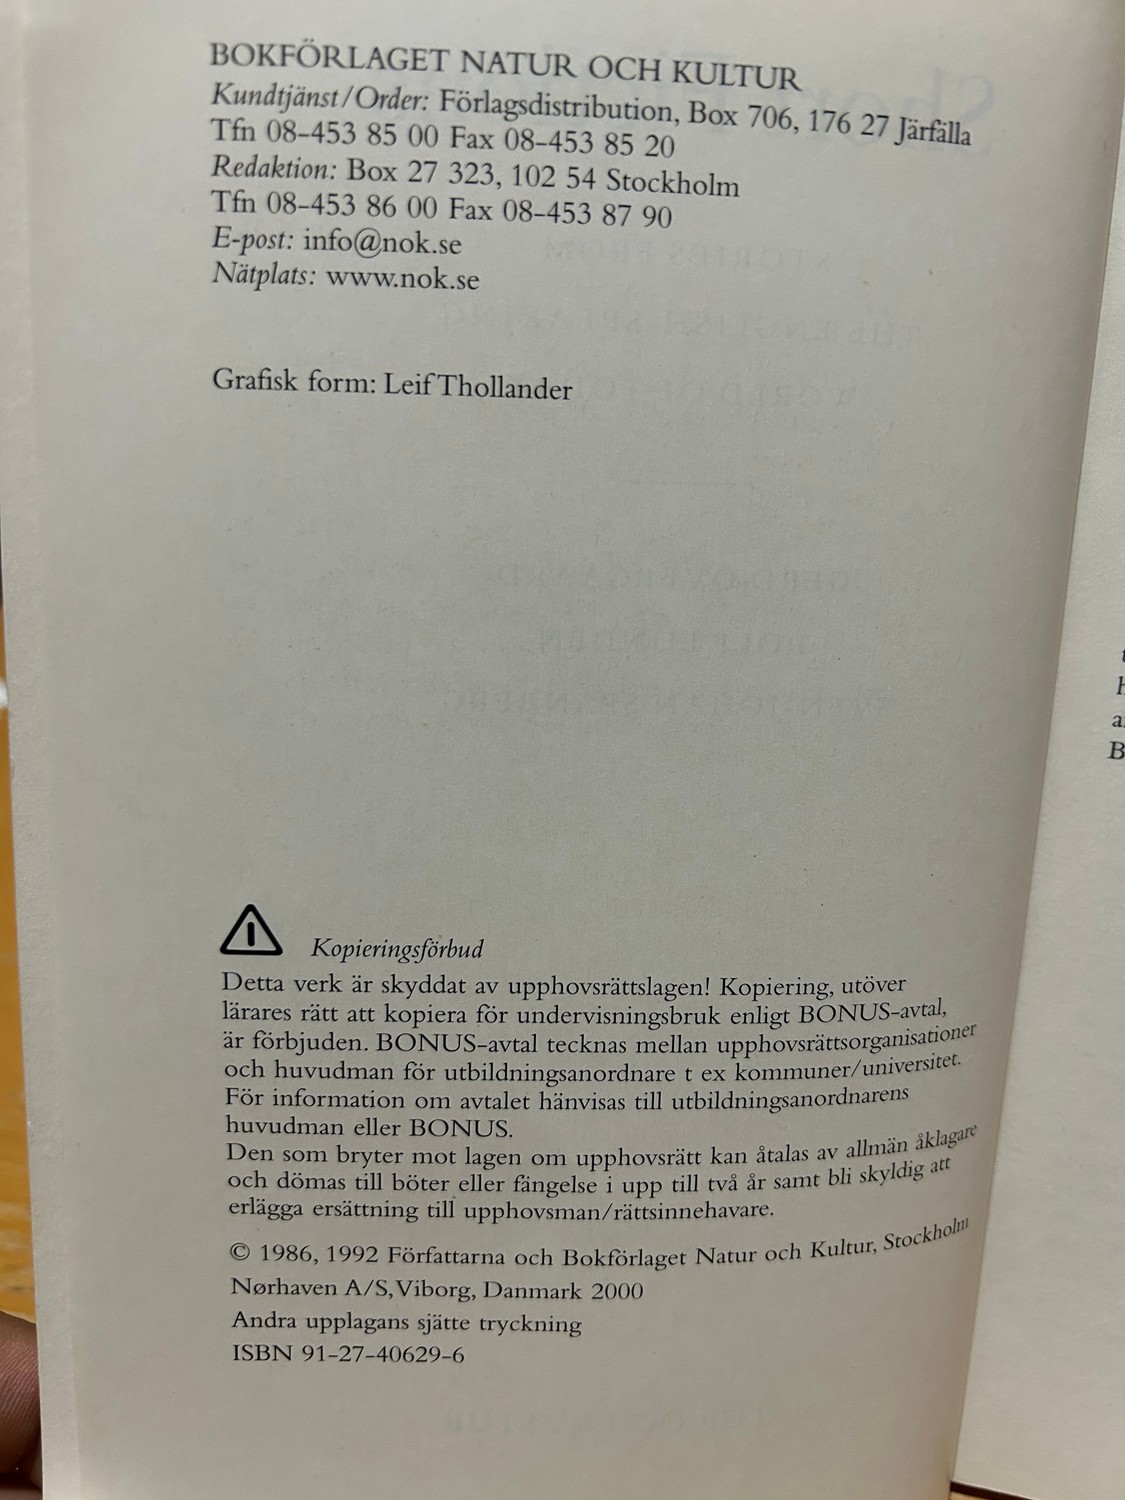 BOKFÖRLAGET NATUR OCH KULTUR
Kundtjänst/Order: Förlagsdistribution, Box 706, 176 27 Järfälla
Tfn 08-453 85 00 Fax 08-453 85 20
Redaktion: Box 27 323, 102 54 Stockholm
Tfn 08-453 86 00 Fax 08-453 87 90
E-post: info@nok.se
Nätplats: www.nok.se
Grafisk form: Leif Thollander
Kopieringsförbud
Detta verk är skyddat av upphovsrättslagen! Kopiering, utöver
lärares rätt att kopiera för undervisningsbruk enligt BONUS-avtal,
är förbjuden. BONUS-avtal tecknas mellan upphovsrättsorganisationer
och huvudman för utbildningsanordnare t ex kommuner/universitet.
För information om avtalet hänvisas till utbildningsanordnarens
huvudman eller BONUS.
Den som bryter mot lagen om upphovsrätt kan åtalas av allmän åklagare
och dömas till böter eller fängelse i upp till två år samt bli skyldig att
erlägga ersättning till upphovsman/rättsinnehavare.
© 1986, 1992 Författarna och Bokförlaget Natur och Kultur, Stockholm
Nørhaven A/S, Viborg, Danmark 2000
Andra upplagans sjätte tryckning
ISBN 91-27-40629-6